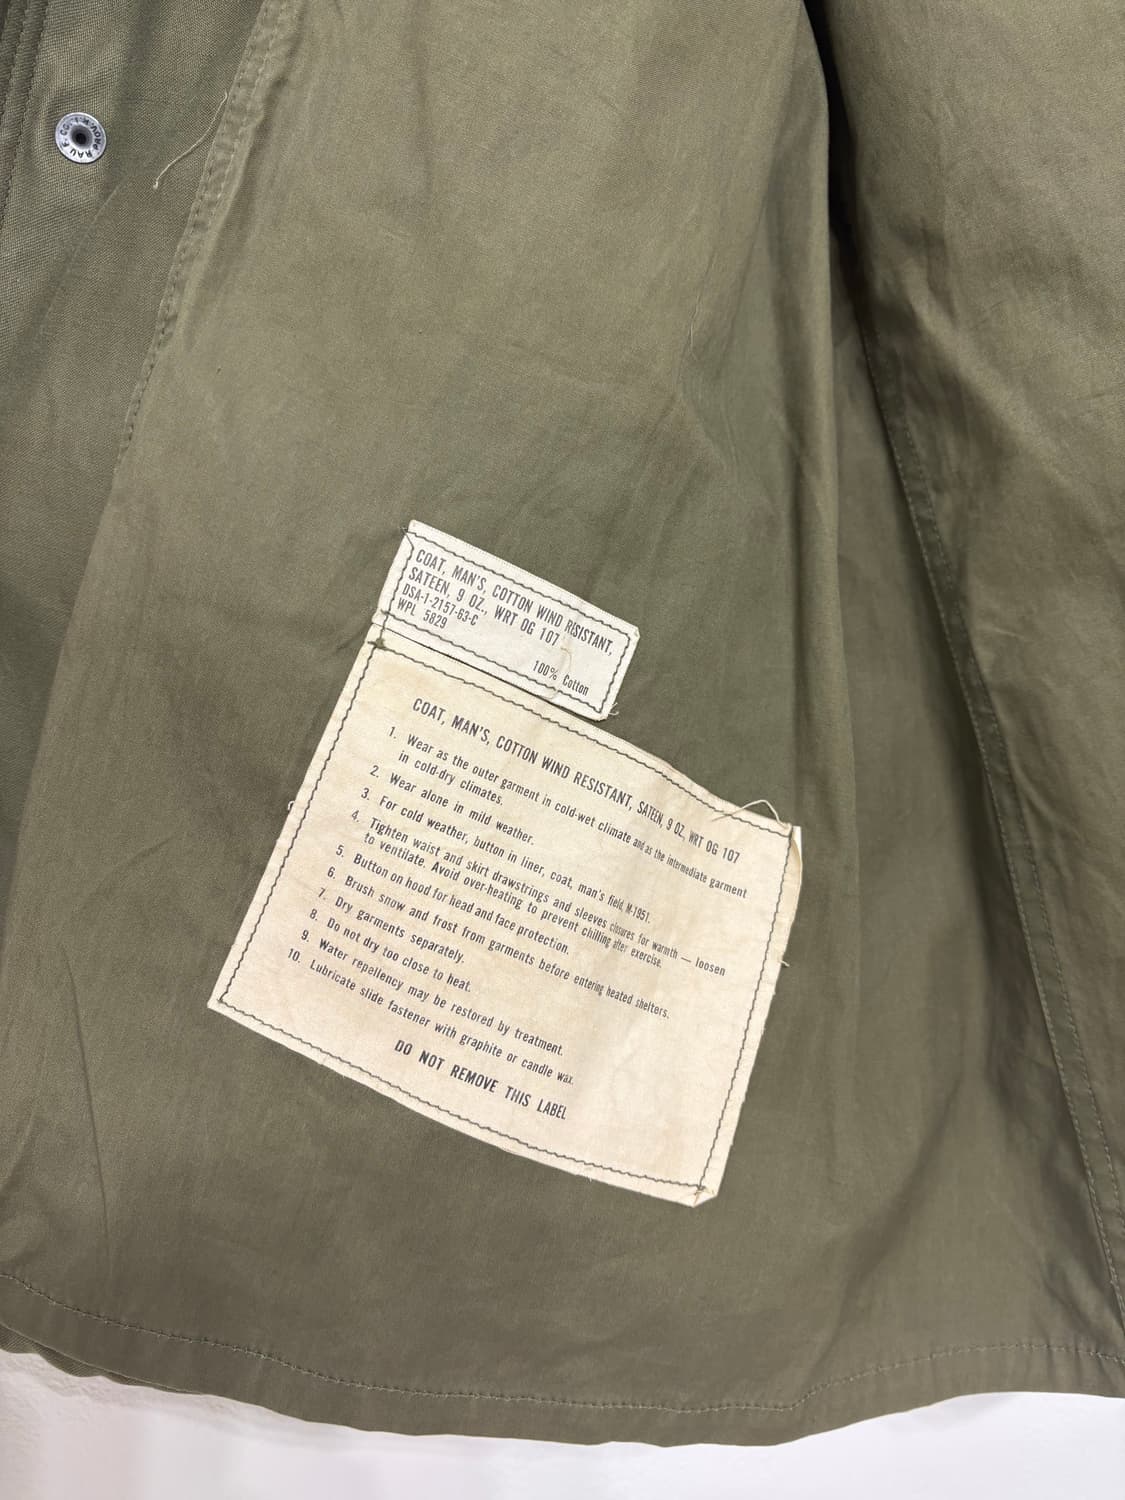 RAU F. CO. PROV. R.I.
COAT, MAN'S, COTTON WIND RESISTANT,
SATEEN, 9 OZ., WRT OG 107
DSA-1-2157-63-C
WPL 5829
100% Cotton
COAT, MAN'S, COTTON WIND RESISTANT, SATEEN, 9 OZ. WRT OG 107
1. Wear as the outer garment in cold-wet climate and as the intermediate garment
in cold-dry climates.
2. Wear alone in mild weather.
3. For cold weather, button in liner, coat, man's field, M-1951.
4. Tighten waist and skirt drawstrings and sleeves closures for warmth — loosen
to ventilate. Avoid over-heating to prevent chilling after exercise.
5. Button on hood for head and face protection.
6. Brush snow and frost from garments before entering heated shelters.
7. Dry garments separately.
8. Do not dry too close to heat.
9. Water repellency may be restored by treatment.
10. Lubricate slide fastener with graphite or candle wax.
DO NOT REMOVE THIS LABEL